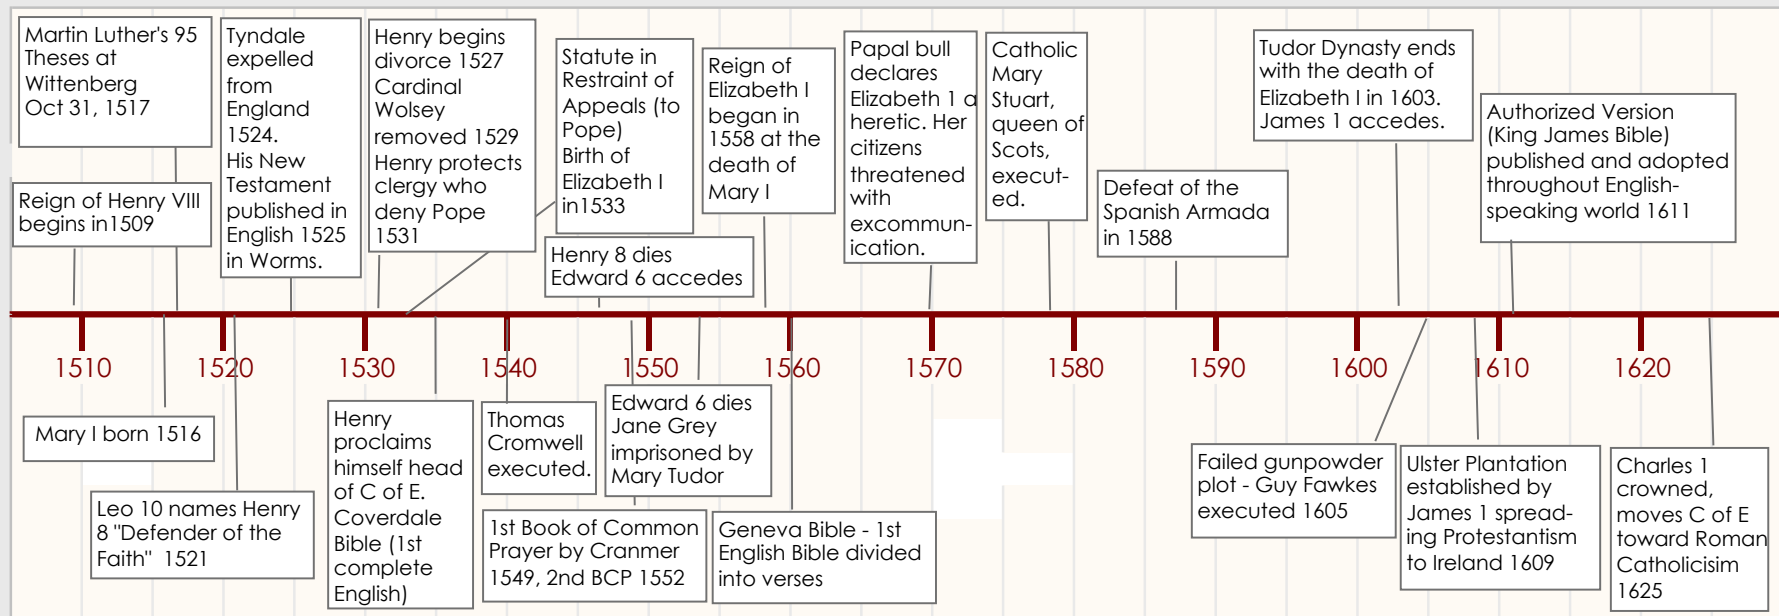 Martin Luther's 95
Theses at
Wittenberg
Oct 31, 1517
Reign of Henry VIII
begins in1509
Tyndale
expelled
from
England
1524.
His New
Testament
published in
English 1525
in Worms.
Henry begins
divorce 1527
Cardinal
Wolsey
removed 1529
Henry protects
clergy who
deny Pope
1531
Statute in
Restraint of
Appeals (to
Pope)
Birth of
Elizabeth I
in1533
Henry 8 dies
Edward 6 accedes
Reign of
Elizabeth I
began in
1558 at the
death of
Mary I
Papal bull
declares
Elizabeth 1 a
heretic. Her
citizens
threatened
with
excommun-
ication.
Catholic
Mary
Stuart,
queen of
Scots,
execut-
ed.
Defeat of the
Spanish Armada
in 1588
Tudor Dynasty ends
with the death of
Elizabeth I in 1603.
James 1 accedes.
Authorized Version
(King James Bible)
published and adopted
throughout English-
speaking world 1611
1510 1520 1530 1540 1550 1560 1570 1580 1590 1600 1610 1620
Mary I born 1516
Leo 10 names Henry
8 "Defender of the
Faith" 1521
Henry
proclaims
himself head
of C of E.
Coverdale
Bible (1st
complete
English)
Thomas
Cromwell
executed.
1st Book of Common
Prayer by Cranmer
1549, 2nd BCP 1552
Edward 6 dies
Jane Grey
imprisoned by
Mary Tudor
Geneva Bible - 1st
English Bible divided
into verses
Failed gunpowder
plot - Guy Fawkes
executed 1605
Ulster Plantation
established by
James 1 spread-
ing Protestantism
to Ireland 1609
Charles 1
crowned,
moves C of E
toward Roman
Catholicisim
1625